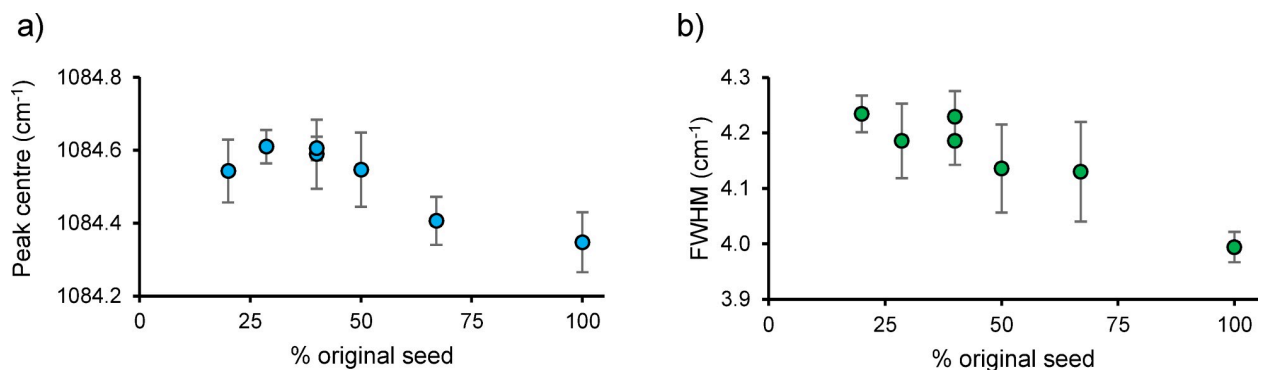 a)
Peak centre (cm-1)
1084.8
1084.6
1084.4
1084.2
0 25 50 75 100
% original seed
b)
FWHM (cm-1)
4.3
4.2
4.1
4.0
3.9
0 25 50 75 100
% original seed